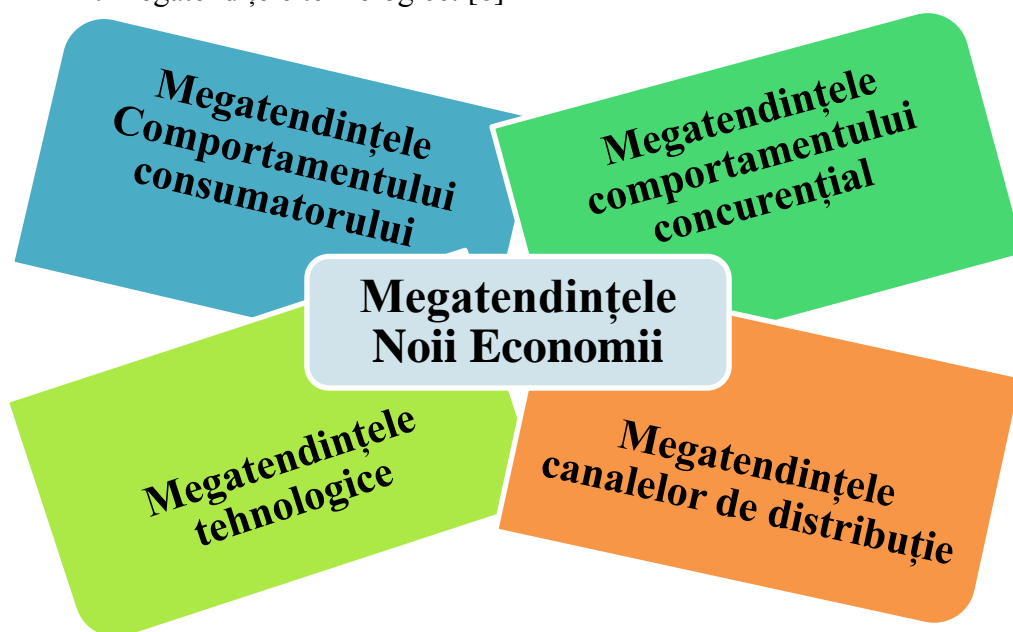 Megatendințele
Comportamentului
consumatorului
Megatendințele
comportamentului
concurențial
Megatendințele
Noii Economii
Megatendințele
tehnologice
Megatendințele
canalelor de distribuție